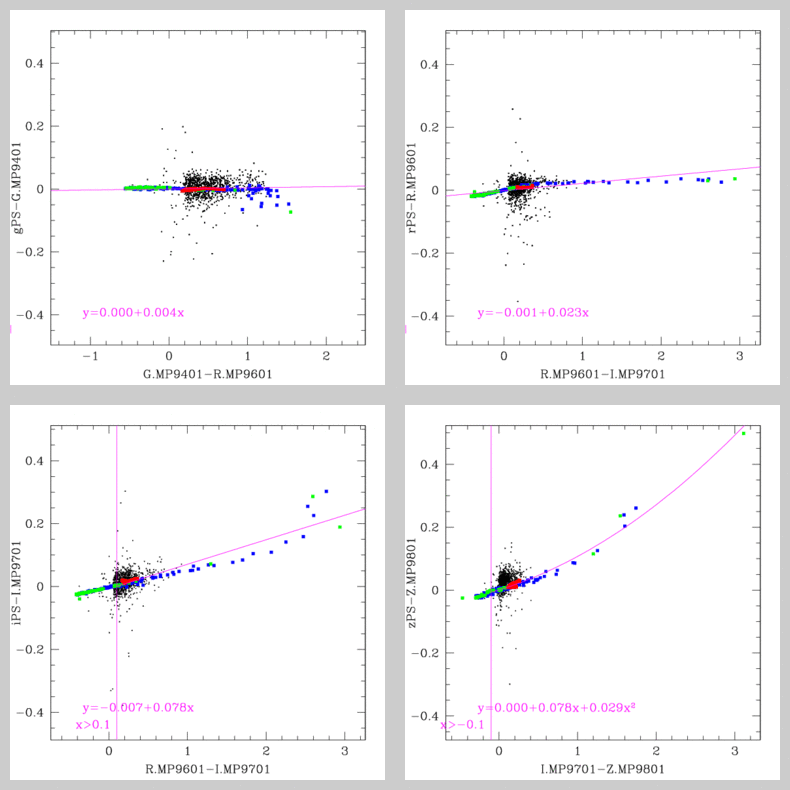 0.4
0.2
0
−0.2
−0.4
gPS−G.MP9401
y=0.000+0.004x
−1 0 1 2
G.MP9401−R.MP9601
0.4
0.2
0
−0.2
−0.4
rPS−R.MP9601
y=−0.001+0.023x
0 1 2 3
R.MP9601−I.MP9701
0.4
0.2
0
−0.2
−0.4
iPS−I.MP9701
y=−0.007+0.078x
x>0.1
0 1 2 3
R.MP9601−I.MP9701
0.4
0.2
0
−0.2
−0.4
zPS−Z.MP9801
y=0.000+0.078x+0.029x²
x>−0.1
0 1 2 3
I.MP9701−Z.MP9801